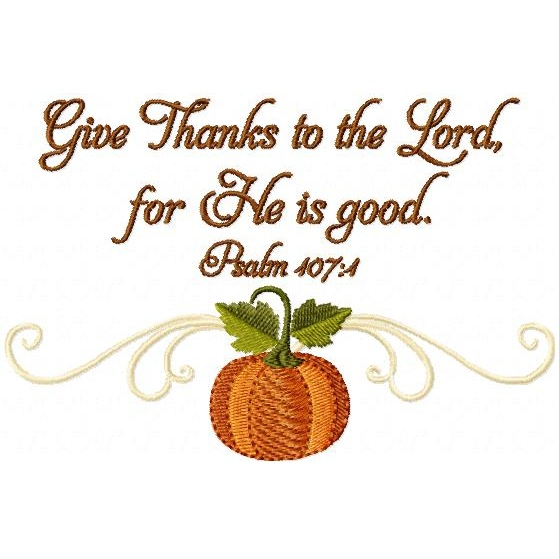 Give Thanks to the Lord,
for He is good.
Psalm 107:1